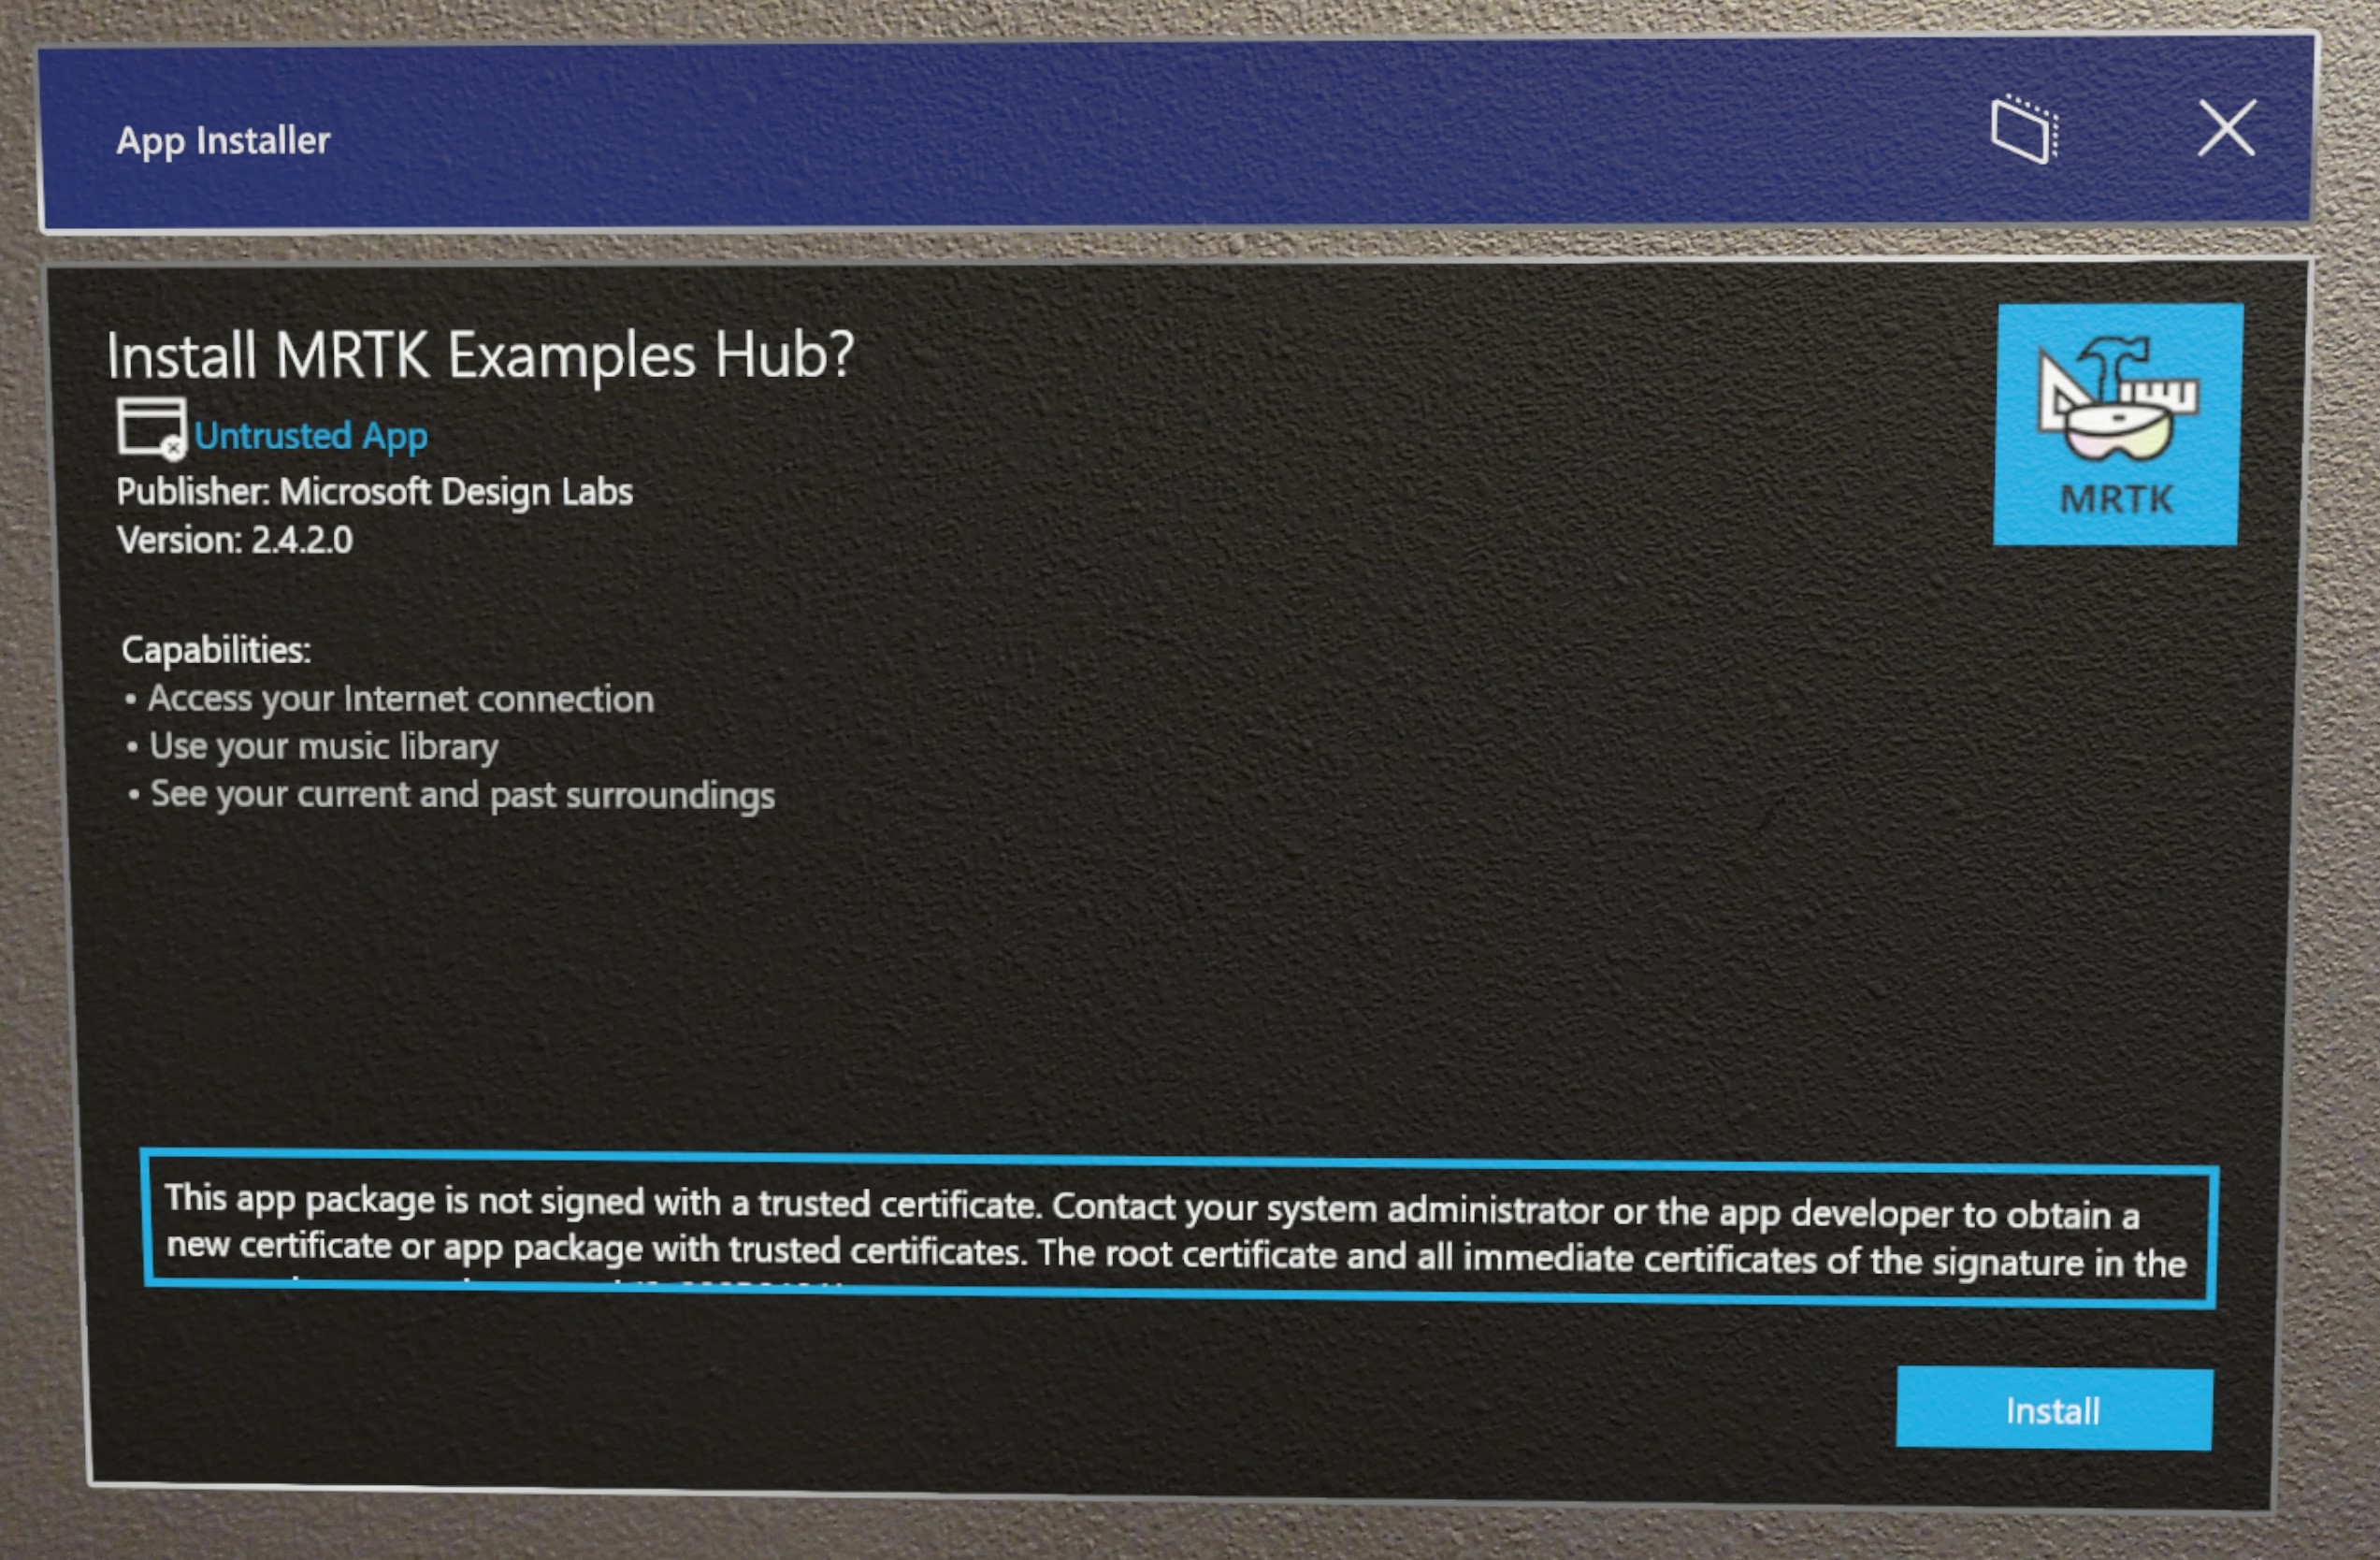 App Installer
Install MRTK Examples Hub?
Untrusted App
Publisher: Microsoft Design Labs
Version: 2.4.2.0
MRTK
Capabilities:
• Access your Internet connection
• Use your music library
• See your current and past surroundings
This app package is not signed with a trusted certificate. Contact your system administrator or the app developer to obtain a
new certificate or app package with trusted certificates. The root certificate and all immediate certificates of the signature in the
Install